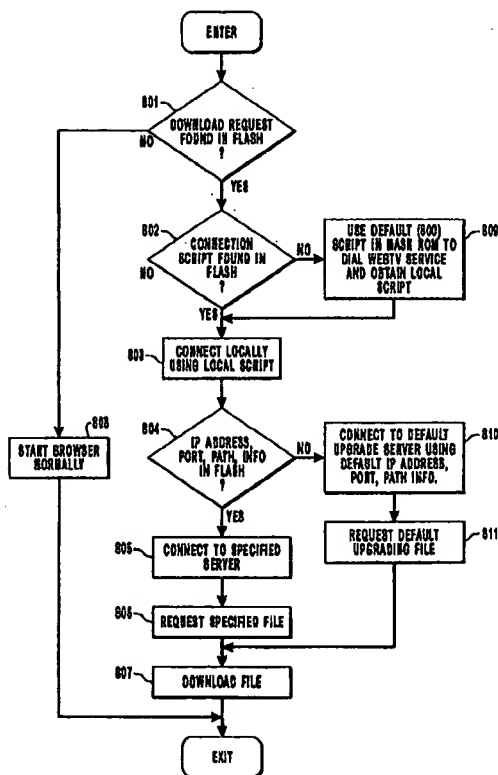 ENTER
801
DOWNLOAD REQUEST
FOUND IN FLASH
?
NO
YES
802
CONNECTION
SCRIPT FOUND IN
FLASH
?
NO
NO
YES
809
USE DEFAULT (800)
SCRIPT IN MASK ROM TO
DIAL WEBTV SERVICE
AND OBTAIN LOCAL
SCRIPT
803
CONNECT LOCALLY
USING LOCAL SCRIPT
804
IP ADDRESS,
PORT, PATH, INFO
IN FLASH
?
NO
YES
808
START BROWSER
NORMALLY
810
CONNECT TO DEFAULT
UPGRADE SERVER USING
DEFAULT IP ADDRESS,
PORT, PATH INFO.
805
CONNECT TO SPECIFIED
SERVER
811
REQUEST DEFAULT
UPGRADING FILE
806
REQUEST SPECIFIED FILE
807
DOWNLOAD FILE
EXIT